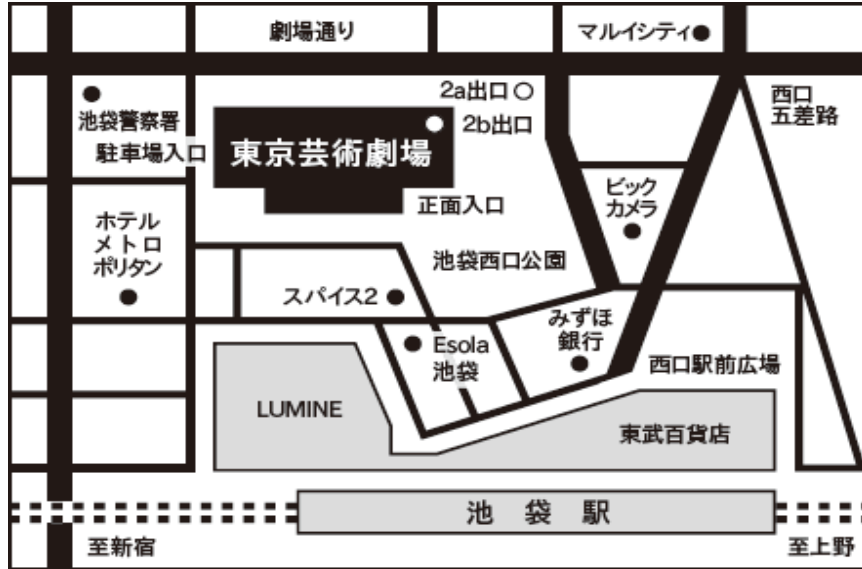 劇場通り
マルイシティ
2a出口
2b出口
西口
五差路
池袋警察署
駐車場入口
東京芸術劇場
正面入口
ビック
カメラ
ホテル
メトロ
ポリタン
池袋西口公園
スパイス2
みずほ
銀行
Esola
池袋
西口駅前広場
LUMINE
東武百貨店
池袋駅
至新宿
至上野